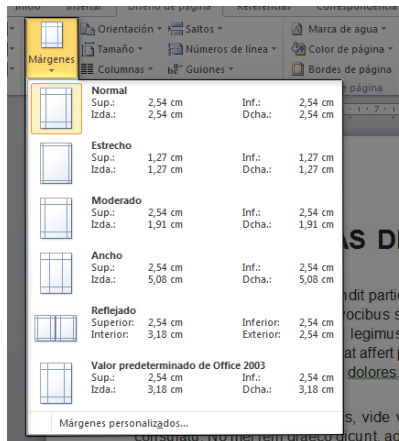 Inicio Insertar Diseño de página Referencias Correspondencia
Márgenes
Orientación Saltos Marca de agua
Tamaño Números de línea Color de página
Columnas Guiones Bordes de página
página
Normal
Sup.: 2,54 cm Inf.: 2,54 cm
Izda.: 2,54 cm Dcha.: 2,54 cm
Estrecho
Sup.: 1,27 cm Inf.: 1,27 cm
Izda.: 1,27 cm Dcha.: 1,27 cm
Moderado
Sup.: 2,54 cm Inf.: 2,54 cm
Izda.: 1,91 cm Dcha.: 1,91 cm
AS D
Ancho
Sup.: 2,54 cm Inf.: 2,54 cm
Izda.: 5,08 cm Dcha.: 5,08 cm
Reflejado
Superior: 2,54 cm Inferior: 2,54 cm
Interior: 3,18 cm Exterior: 2,54 cm
legimus
at affert
Valor predeterminado de Office 2003
Sup.: 2,54 cm Inf.: 2,54 cm
Izda.: 3,18 cm Dcha.: 3,18 cm
dolores.
Márgenes personalizados...
s, vide